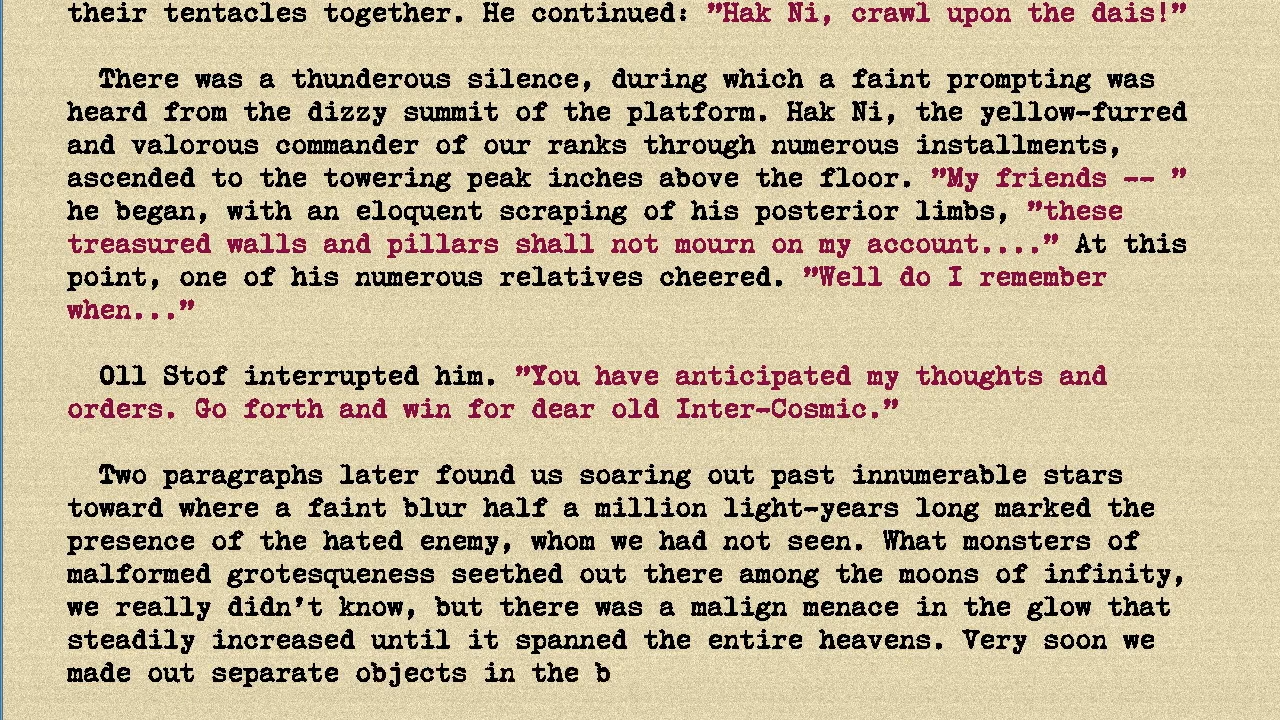 their tentacles together. He continued: ”Hak Ni, crawl upon the dais!”
There was a thunderous silence, during which a faint prompting was
heard from the dizzy summit of the platform. Hak Ni, the yellow-furred
and valorous commander of our ranks through numerous installments,
ascended to the towering peak inches above the floor. ”My friends -- ”
he began, with an eloquent scraping of his posterior limbs, ”these
treasured walls and pillars shall not mourn on my account....” At this
point, one of his numerous relatives cheered. ”Well do I remember
when...”
Oll Stof interrupted him. ”You have anticipated my thoughts and
orders. Go forth and win for dear old Inter-Cosmic.”
Two paragraphs later found us soaring out past innumerable stars
toward where a faint blur half a million light-years long marked the
presence of the hated enemy, whom we had not seen. What monsters of
malformed grotesqueness seethed out there among the moons of infinity,
we really didn’t know, but there was a malign menace in the glow that
steadily increased until it spanned the entire heavens. Very soon we
made out separate objects in the b